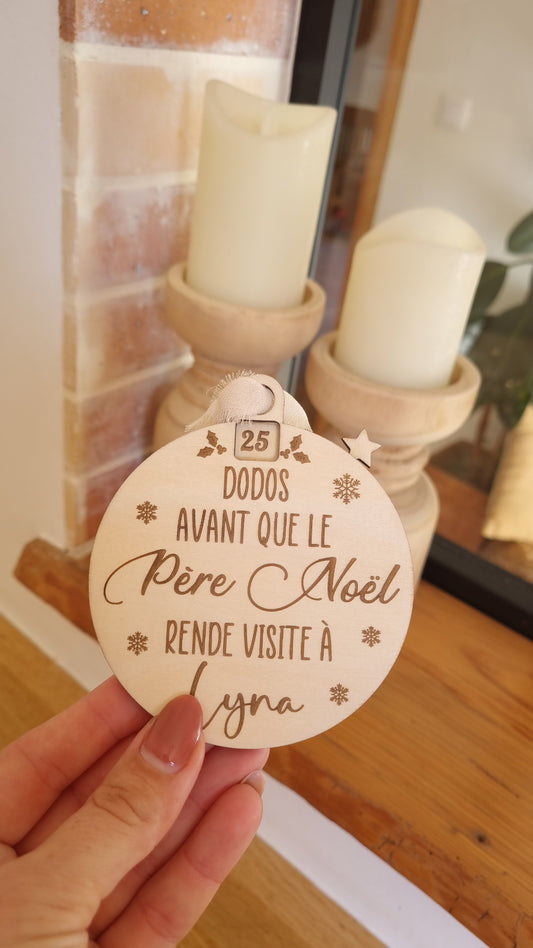 25
DODOS
AVANT QUE LE
Père Noël
RENDE VISITE À
Lyna